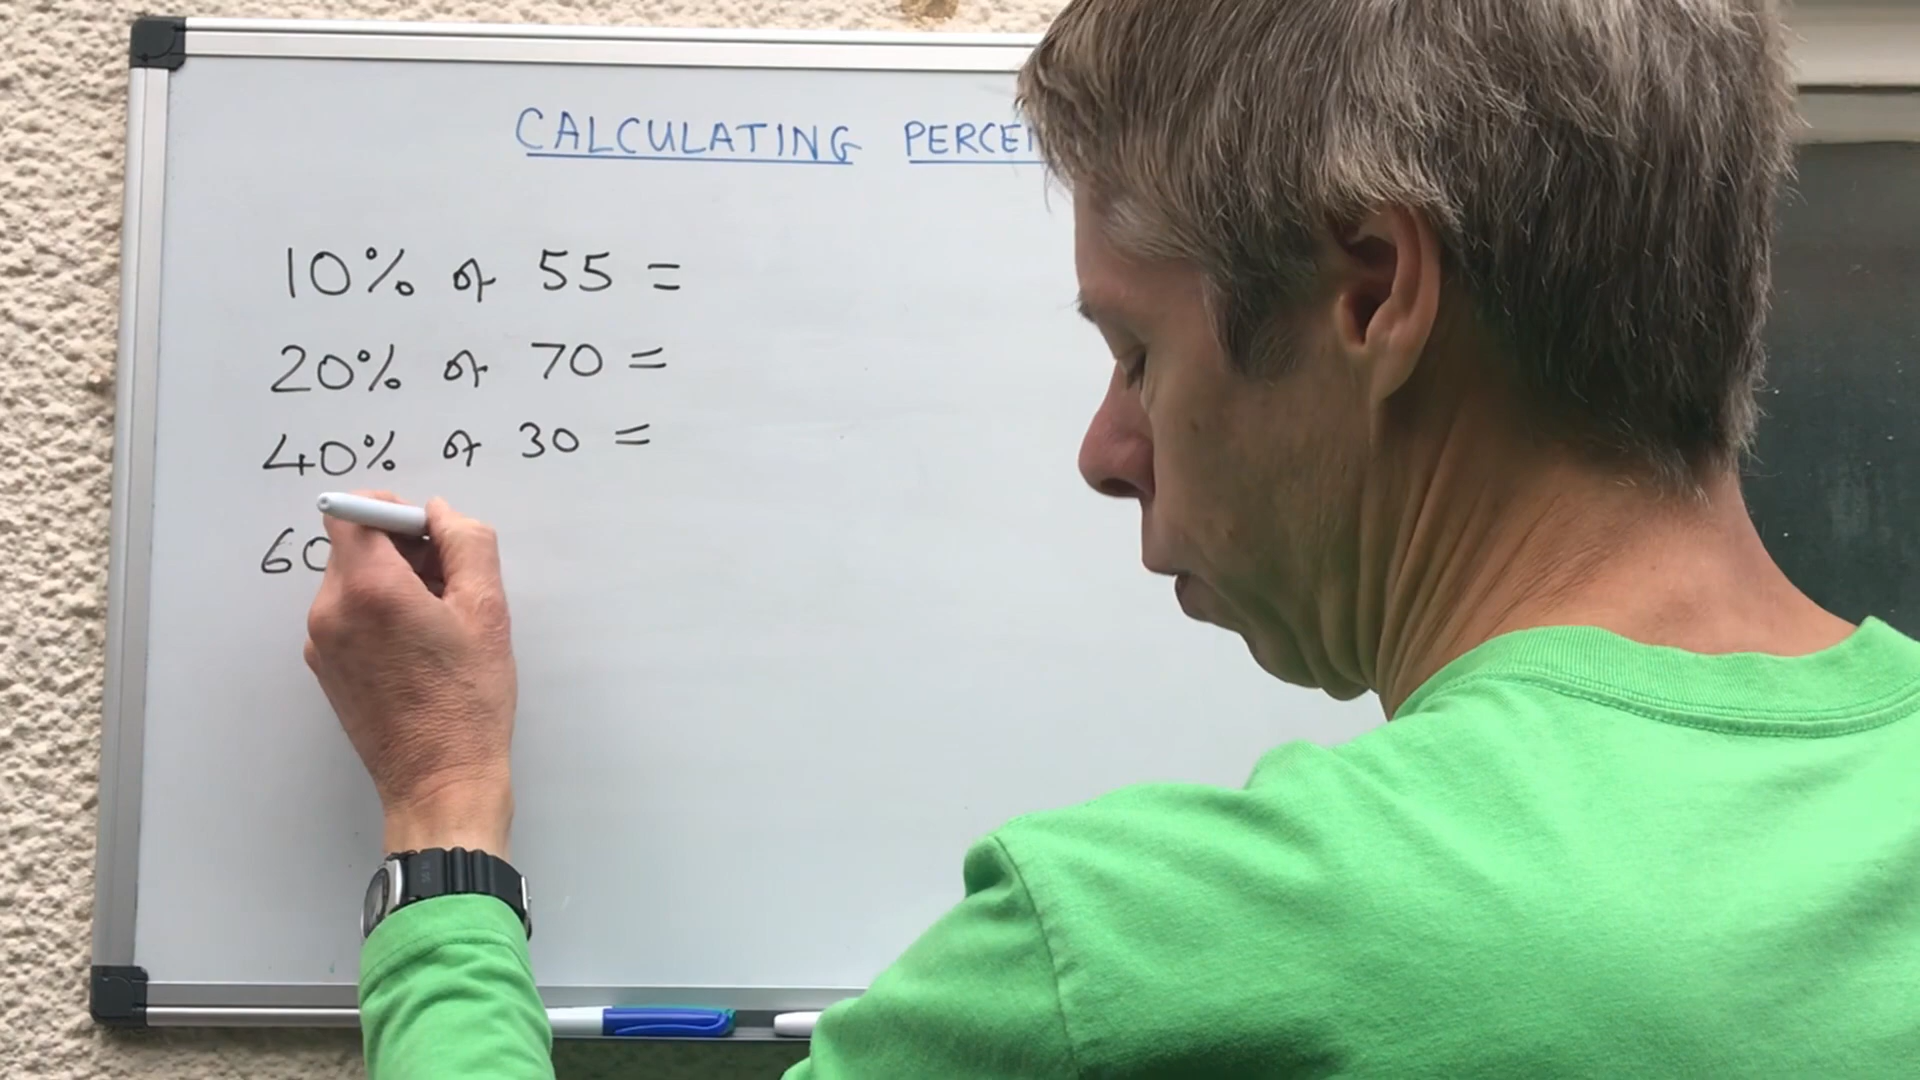 CALCULATING PERCE
10% of 55 =
20% of 70 =
40% of 30 =
60